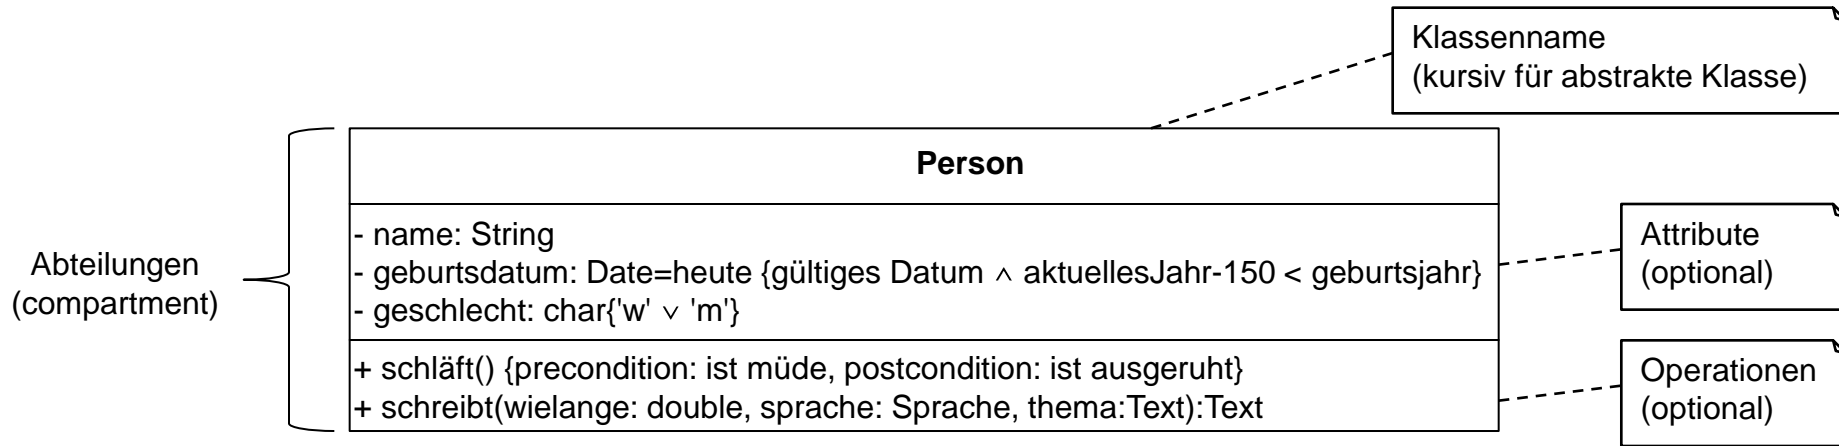 Klassenname
(kursiv für abstrakte Klasse)
Person
Abteilungen
(compartment)
- name: String
- geburtsdatum: Date=heute {gültiges Datum ∧ aktuellesJahr-150 < geburtsjahr}
- geschlecht: char{'w' ∨ 'm'}
Attribute
(optional)
+ schläft() {precondition: ist müde, postcondition: ist ausgeruht}
+ schreibt(wielange: double, sprache: Sprache, thema:Text):Text
Operationen
(optional)